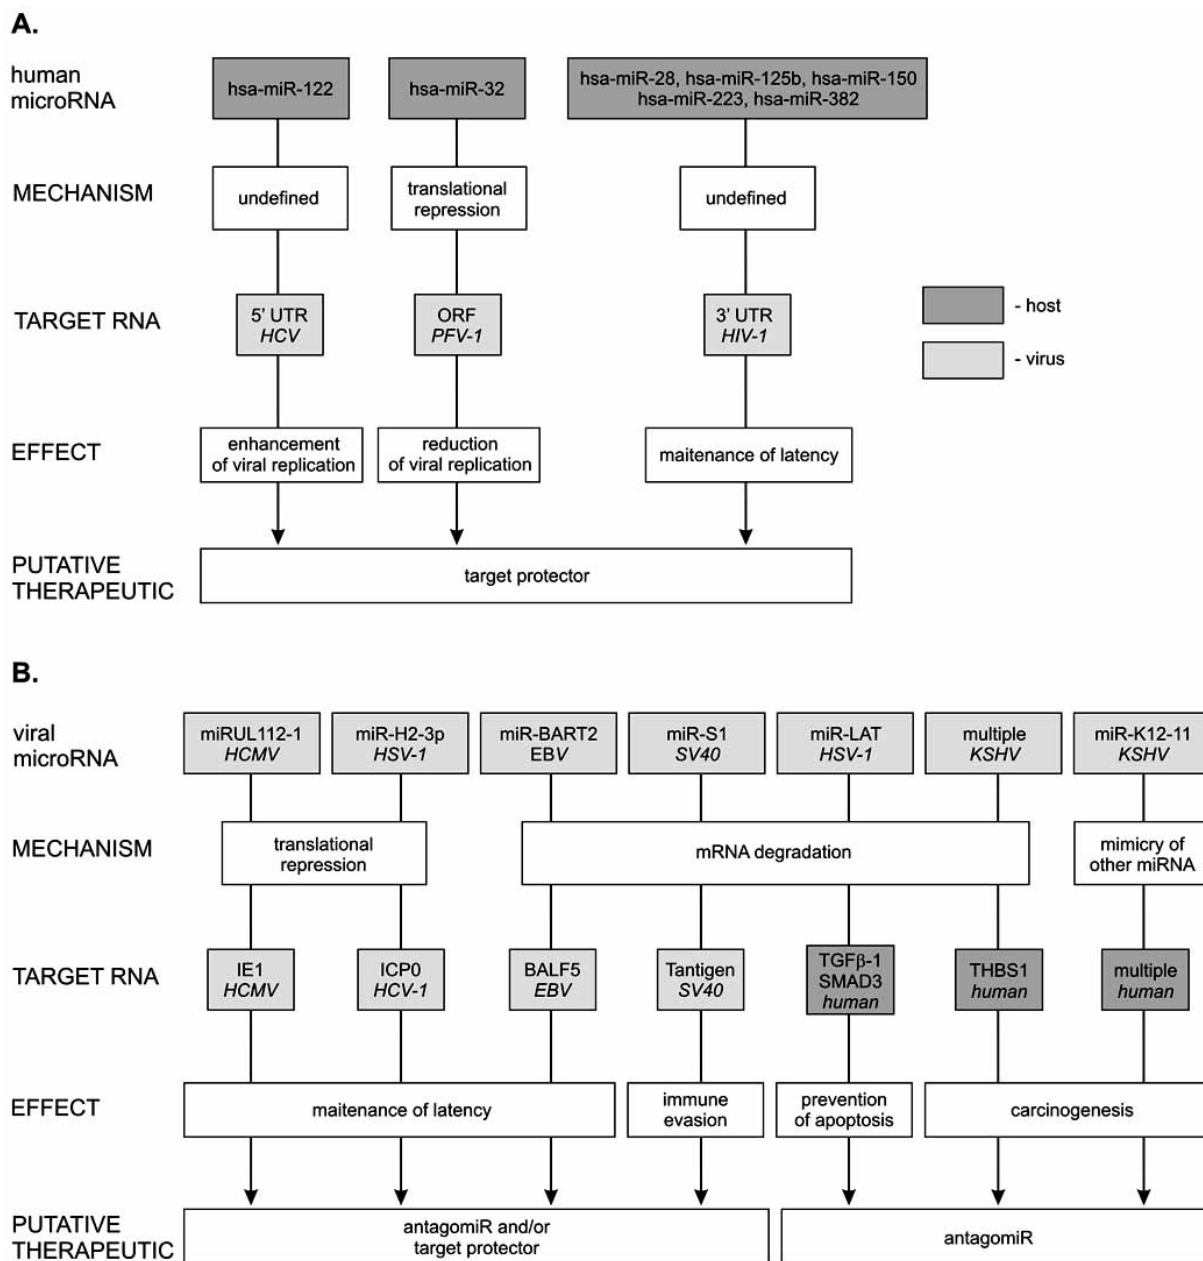 A.
human
microRNA
hsa-miR-122
hsa-miR-32
hsa-miR-28, hsa-miR-125b, hsa-miR-150
hsa-miR-223, hsa-miR-382
MECHANISM
undefined
translational
repression
undefined
TARGET RNA
5' UTR
HCV
ORF
PFV-1
3' UTR
HIV-1
- host
- virus
EFFECT
enhancement
of viral replication
reduction
of viral replication
maitenance of latency
PUTATIVE
THERAPEUTIC
target protector
B.
viral
microRNA
miRUL112-1
HCMV
miR-H2-3p
HSV-1
miR-BART2
EBV
miR-S1
SV40
miR-LAT
HSV-1
multiple
KSHV
miR-K12-11
KSHV
MECHANISM
translational
repression
mRNA degradation
mimicry of
other miRNA
TARGET RNA
IE1
HCMV
ICP0
HCV-1
BALF5
EBV
Tantigen
SV40
TGFβ-1
SMAD3
human
THBS1
human
multiple
human
EFFECT
maitenance of latency
immune
evasion
prevention
of apoptosis
carcinogenesis
PUTATIVE
THERAPEUTIC
antagomiR and/or
target protector
antagomiR